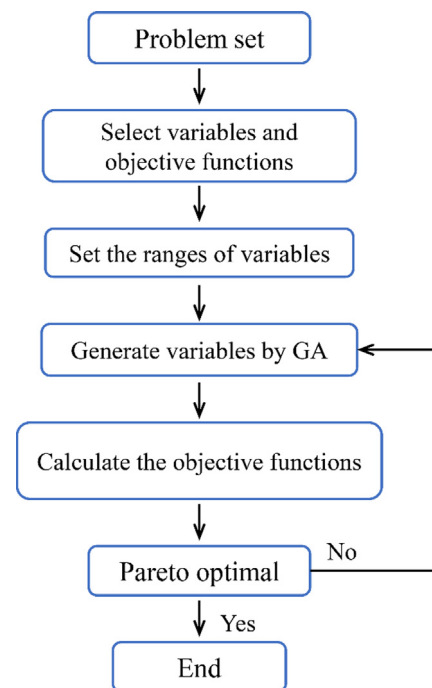 Problem set
Select variables and
objective functions
Set the ranges of variables
Generate variables by GA
Calculate the objective functions
Pareto optimal
No
Yes
End